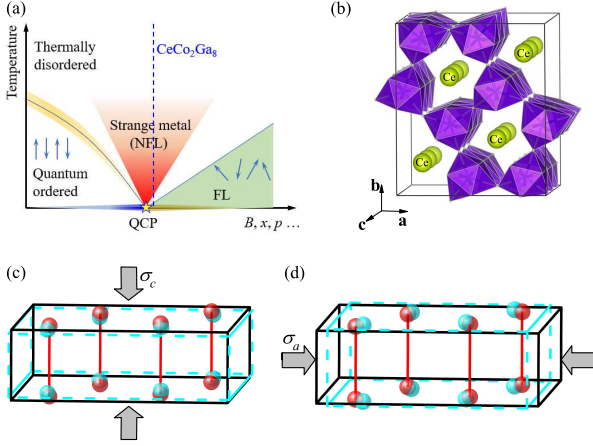 (a)
Temperature
Thermally
disordered
CeCo₂Ga₈
Strange metal
(NFL)
Quantum
ordered
FL
QCP
B, x, p ...
(b)
Ce
Ce
Ce
Ce
b
c
a
(c)
σc
(d)
σa